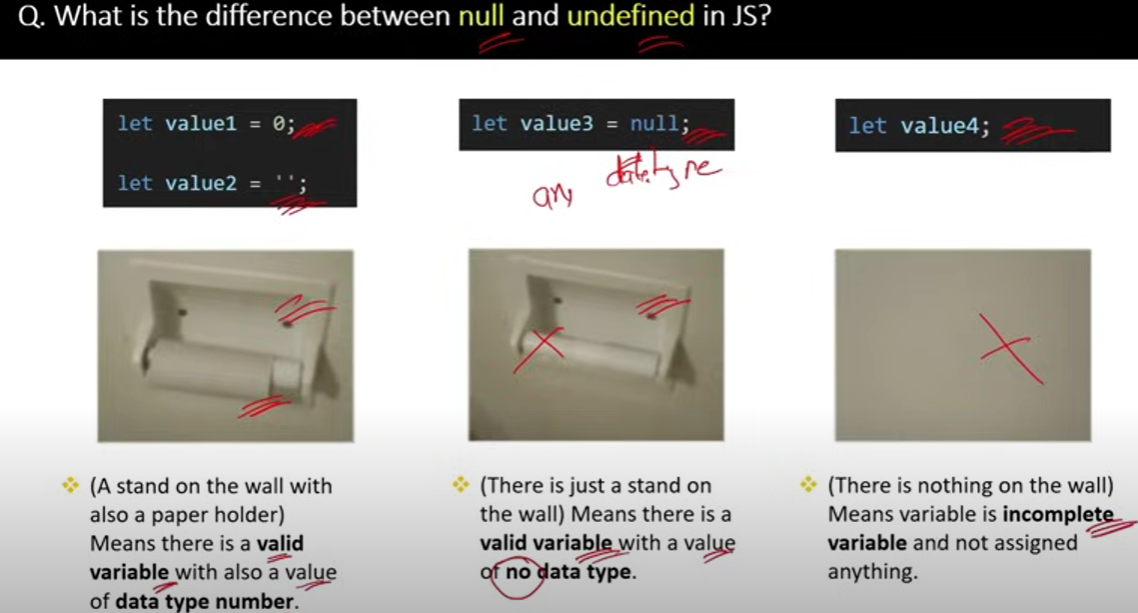 Q. What is the difference between null and undefined in JS?
let value1 = 0;
let value2 = '';
let value3 = null;
any datatype
let value4;
❖ (A stand on the wall with
also a paper holder)
Means there is a valid
variable with also a value
of data type number.
❖ (There is just a stand on
the wall) Means there is a
valid variable with a value
of no data type.
❖ (There is nothing on the wall)
Means variable is incomplete
variable and not assigned
anything.